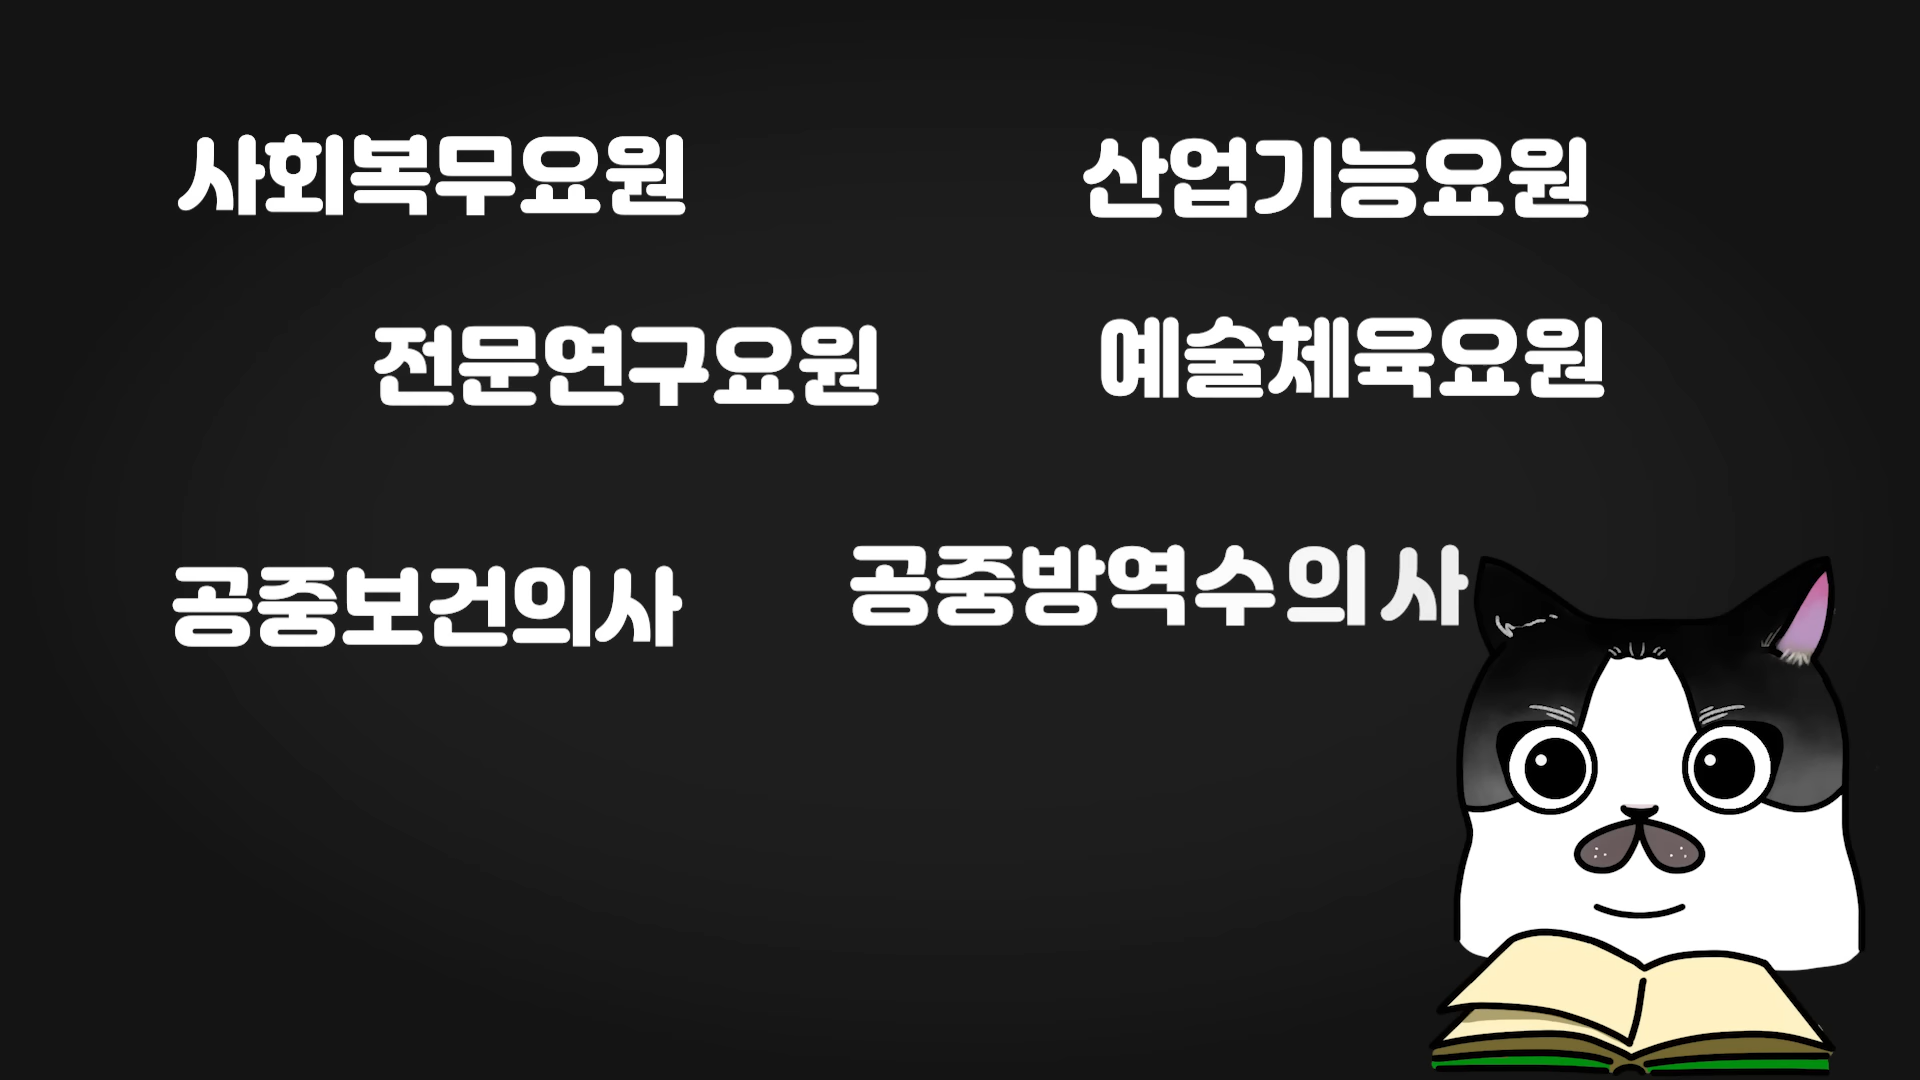 사회복무요원
산업기능요원
전문연구요원
예술체육요원
공중보건의사
공중방역수의사